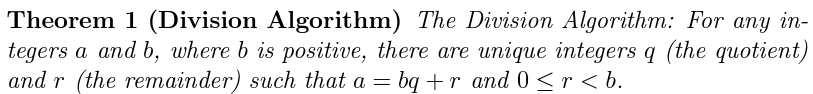 Theorem 1 (Division Algorithm) The Division Algorithm: For any in-
tegers a and b, where b is positive, there are unique integers q (the quotient)
and r (the remainder) such that a = bq + r and 0 ≤ r < b.